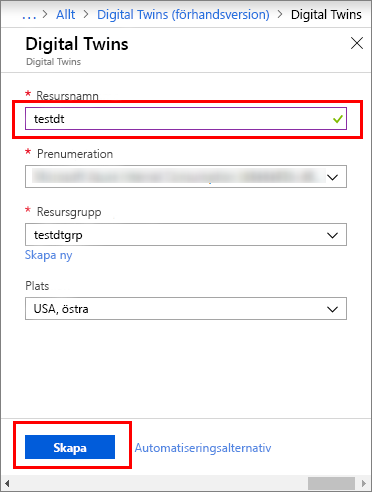 ... > Allt > Digital Twins (förhandsversion) > Digital Twins
Digital Twins
Digital Twins
* Resursnamn
testdt
* Prenumeration
* Resursgrupp
testdtgrp
Skapa ny
Plats
USA, östra
Skapa Automatiseringsalternativ